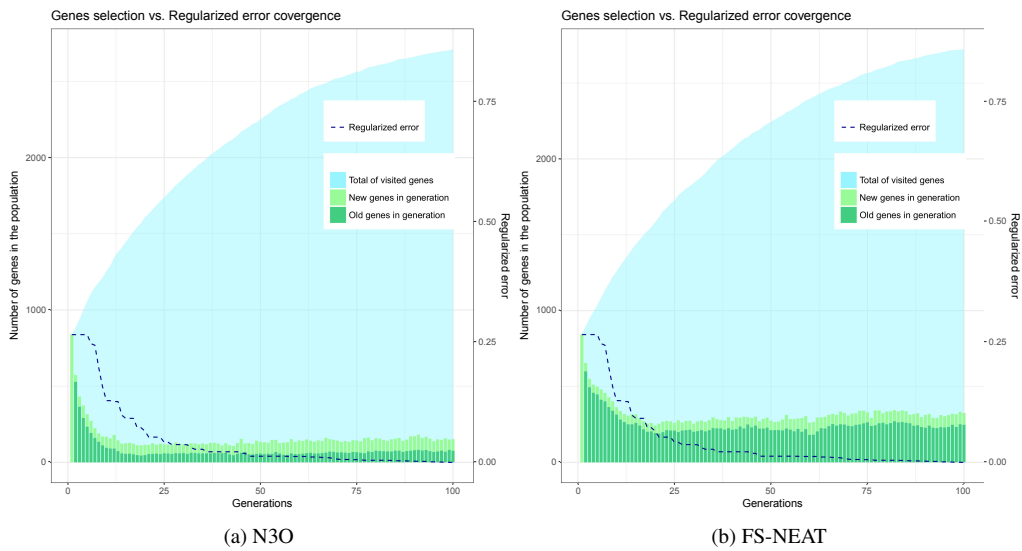 Genes selection vs. Regularized error covergence
Number of genes in the population
2000
1000
0
0.75
0.50
0.25
0.00
Regularized error
Regularized error
Total of visited genes
New genes in generation
Old genes in generation
0 25 50 75 100
Generations
(a) N3O
Genes selection vs. Regularized error covergence
Number of genes in the population
2000
1000
0
0.75
0.50
0.25
0.00
Regularized error
Regularized error
Total of visited genes
New genes in generation
Old genes in generation
0 25 50 75 100
Generations
(b) FS-NEAT